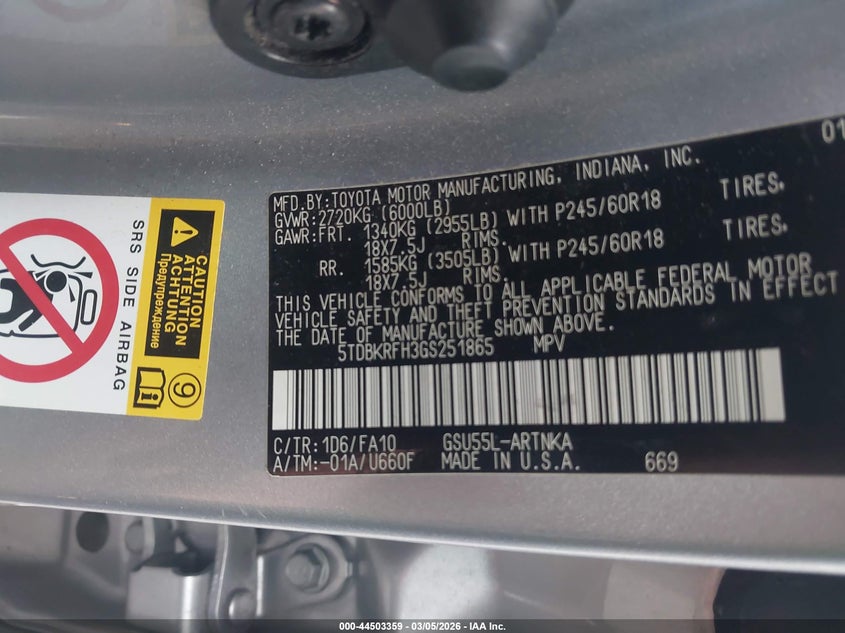 01
MFD.BY:TOYOTA MOTOR MANUFACTURING, INDIANA, INC.
GVWR:2720KG (6000LB)
GAWR:FRT. 1340KG (2955LB) WITH P245/60R18 TIRES.
18X7.5J RIMS.
RR. 1585KG (3505LB) WITH P245/60R18 TIRES.
18X7.5J RIMS.
THIS VEHICLE CONFORMS TO ALL APPLICABLE FEDERAL MOTOR
VEHICLE SAFETY AND THEFT PREVENTION STANDARDS IN EFFECT
THE DATE OF MANUFACTURE SHOWN ABOVE.
5TDBKRFH3GS251865 MPV
C/TR:1D6/FA10 GSU55L-ARTNKA
A/TM:-01A/U660F MADE IN U.S.A. 669
SRS SIDE AIRBAG
CAUTION
ATTENTION
ACHTUNG
Предупреждение
9
000-44503359 - 03/05/2026 - IAA Inc.